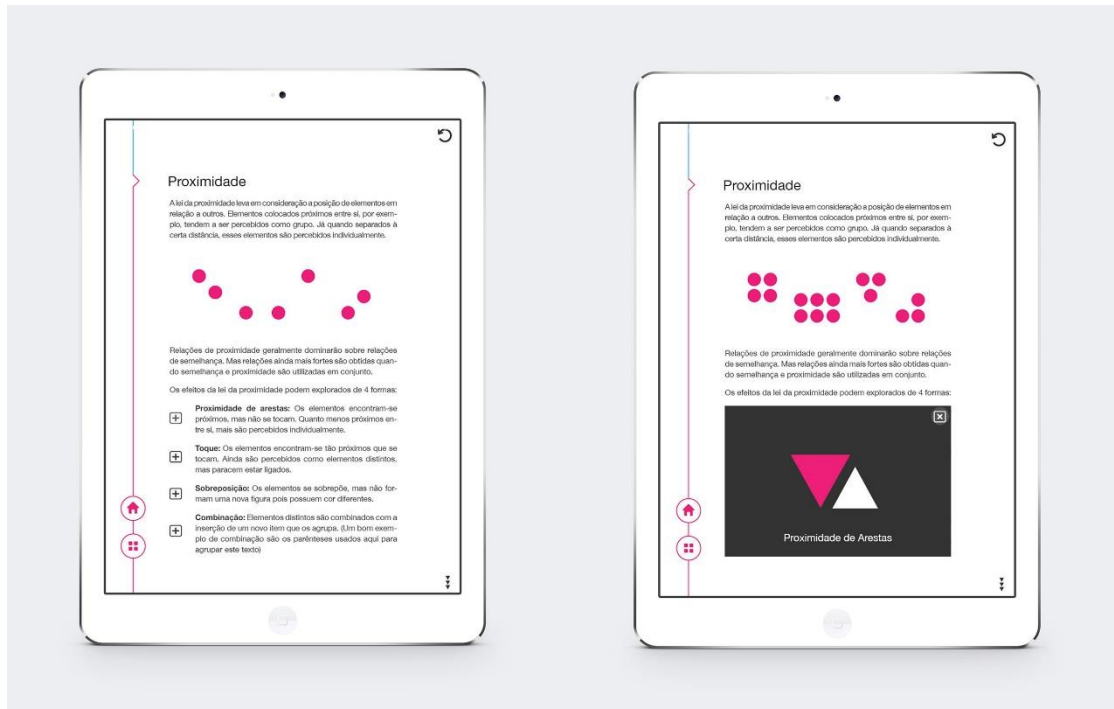 Proximidade
A lei da proximidade leva em consideração a posição de elementos em
relação a outros. Elementos colocados próximos entre si, por exem-
plo, tendem a ser percebidos como grupo. Já quando separados à
certa distância, esses elementos são percebidos individualmente.
Relações de proximidade geralmente dominarão sobre relações
de semelhança. Mas relações ainda mais fortes são obtidas quan-
do semelhança e proximidade são utilizadas em conjunto.
Os efeitos da lei da proximidade podem explorados de 4 formas:
Proximidade de arestas: Os elementos encontram-se
próximos, mas não se tocam. Quanto menos próximos en-
tre si, mais são percebidos individualmente.
Toque: Os elementos encontram-se tão próximos que se
tocam. Ainda são percebidos como elementos distintos,
mas paracem estar ligados.
Sobreposição: Os elementos se sobrepõe, mas não for-
mam uma nova figura pois possuem cor diferentes.
Combinação: Elementos distintos são combinados com a
inserção de um novo item que os agrupa. (Um bom exem-
plo de combinação são os parênteses usados aqui para
agrupar este texto)
Proximidade
A lei da proximidade leva em consideração a posição de elementos em
relação a outros. Elementos colocados próximos entre si, por exem-
plo, tendem a ser percebidos como grupo. Já quando separados à
certa distância, esses elementos são percebidos individualmente.
Relações de proximidade geralmente dominarão sobre relações
de semelhança. Mas relações ainda mais fortes são obtidas quan-
do semelhança e proximidade são utilizadas em conjunto.
Os efeitos da lei da proximidade podem explorados de 4 formas:
Proximidade de Arestas